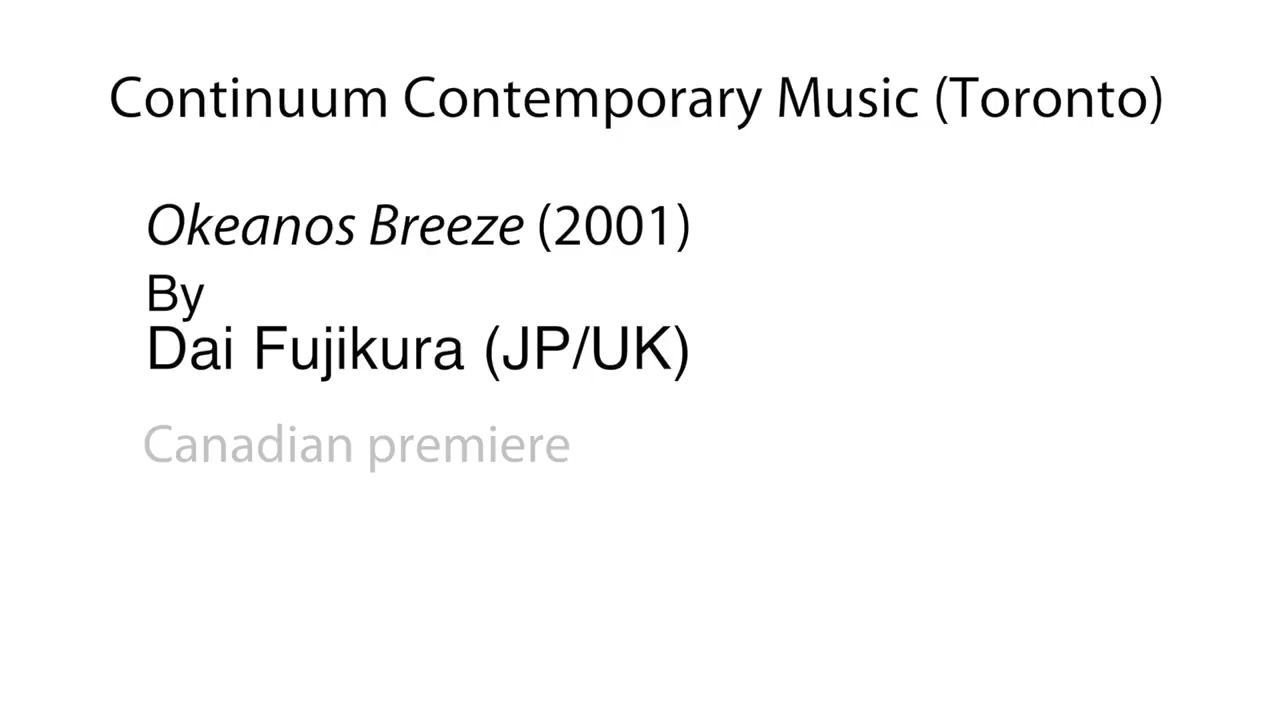 Continuum Contemporary Music (Toronto)
Okeanos Breeze (2001)
By
Dai Fujikura (JP/UK)
Canadian premiere